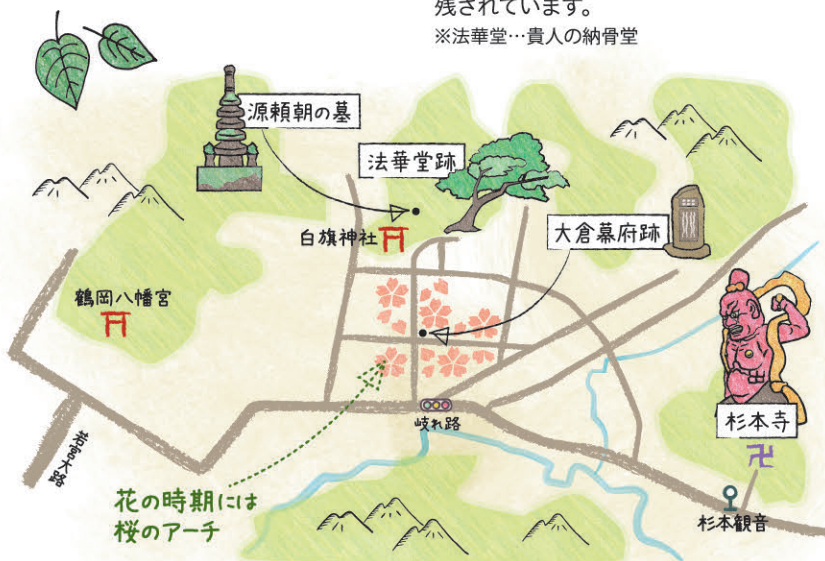 残されています。
※法華堂…貴人の納骨堂
源頼朝の墓
法華堂跡
白旗神社
大倉幕府跡
鶴岡八幡宮
杉本寺
岐れ路
若宮大路
花の時期には
桜のアーチ
杉本観音